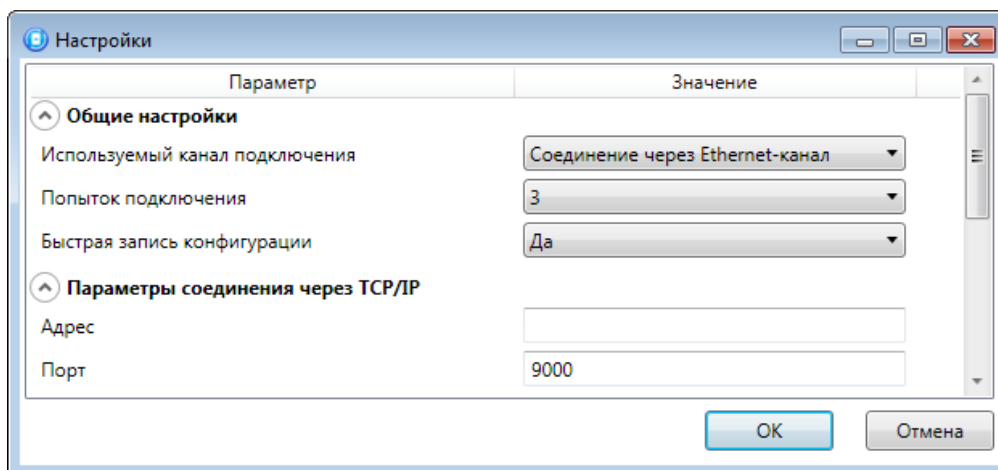 Настройки
Параметр Значение
Общие настройки
Используемый канал подключения Соединение через Ethernet-канал
Попыток подключения 3
Быстрая запись конфигурации Да
Параметры соединения через TCP/IP
Адрес
Порт 9000
OK Отмена